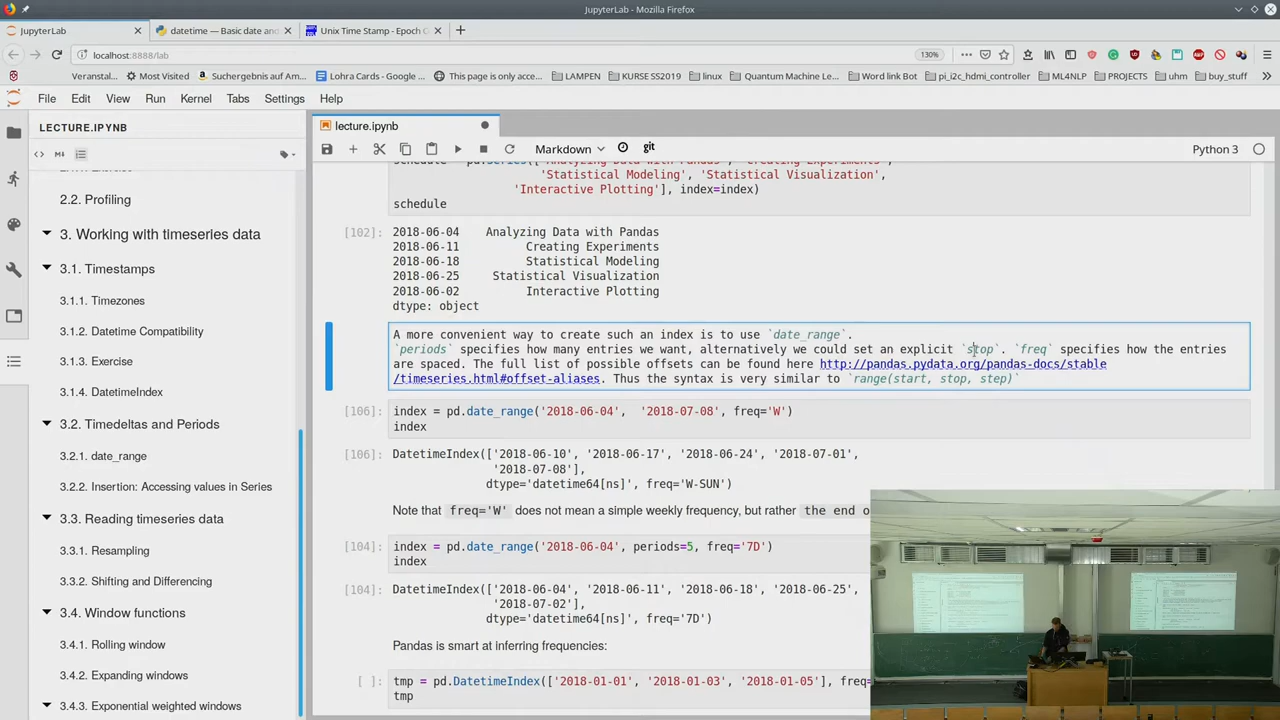 JupyterLab - Mozilla Firefox
JupyterLab
datetime — Basic date and
Unix Time Stamp - Epoch C
localhost:8888/lab
130%
Veranstal...
Most Visited
Suchergebnis auf Am...
Lohra Cards - Google ...
This page is only acce...
LAMPEN
KURSE SS2019
linux
Quantum Machine Le...
Word link Bot
pi_i2c_hdmi_controller
ML4NLP
PROJECTS
uhm
buy_stuff
File Edit View Run Kernel Tabs Settings Help
LECTURE.IPYNB
2.2. Profiling
3. Working with timeseries data
3.1. Timestamps
3.1.1. Timezones
3.1.2. Datetime Compatibility
3.1.3. Exercise
3.1.4. DatetimeIndex
3.2. Timedeltas and Periods
3.2.1. date_range
3.2.2. Insertion: Accessing values in Series
3.3. Reading timeseries data
3.3.1. Resampling
3.3.2. Shifting and Differencing
3.4. Window functions
3.4.1. Rolling window
3.4.2. Expanding windows
3.4.3. Exponential weighted windows
lecture.ipynb
Markdown
git
Python 3
schedule = pd.Series(['Analyzing Data with Pandas', 'Creating Experiments',
'Statistical Modeling', 'Statistical Visualization',
'Interactive Plotting'], index=index)
schedule
[102]
2018-06-04 Analyzing Data with Pandas
2018-06-11 Creating Experiments
2018-06-18 Statistical Modeling
2018-06-25 Statistical Visualization
2018-06-02 Interactive Plotting
dtype: object
A more convenient way to create such an index is to use `date_range`.
`periods` specifies how many entries we want, alternatively we could set an explicit `stop`. `freq` specifies how the entries
are spaced. The full list of possible offsets can be found here http://pandas.pydata.org/pandas-docs/stable
/timeseries.html#offset-aliases. Thus the syntax is very similar to `range(start, stop, step)`
[106] index = pd.date_range('2018-06-04', '2018-07-08', freq='W')
index
[106] DatetimeIndex(['2018-06-10', '2018-06-17', '2018-06-24', '2018-07-01',
'2018-07-08'],
dtype='datetime64[ns]', freq='W-SUN')
Note that freq='W' does not mean a simple weekly frequency, but rather the end o
[104] index = pd.date_range('2018-06-04', periods=5, freq='7D')
index
[104] DatetimeIndex(['2018-06-04', '2018-06-11', '2018-06-18', '2018-06-25',
'2018-07-02'],
dtype='datetime64[ns]', freq='7D')
Pandas is smart at inferring frequencies:
[ ] tmp = pd.DatetimeIndex(['2018-01-01', '2018-01-03', '2018-01-05'], freq=
tmp